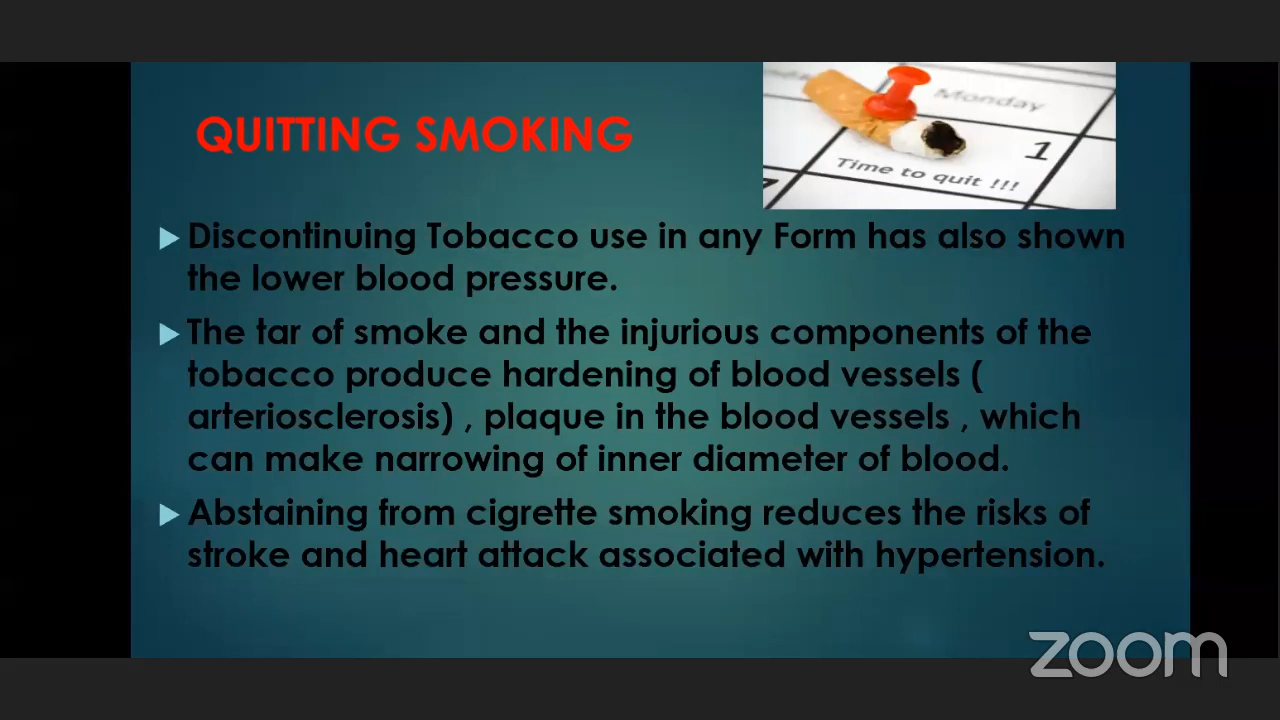 QUITTING SMOKING
Monday
1
Time to quit !!!
Discontinuing Tobacco use in any Form has also shown
the lower blood pressure.
The tar of smoke and the injurious components of the
tobacco produce hardening of blood vessels (
arteriosclerosis) , plaque in the blood vessels , which
can make narrowing of inner diameter of blood.
Abstaining from cigrette smoking reduces the risks of
stroke and heart attack associated with hypertension.
zoom